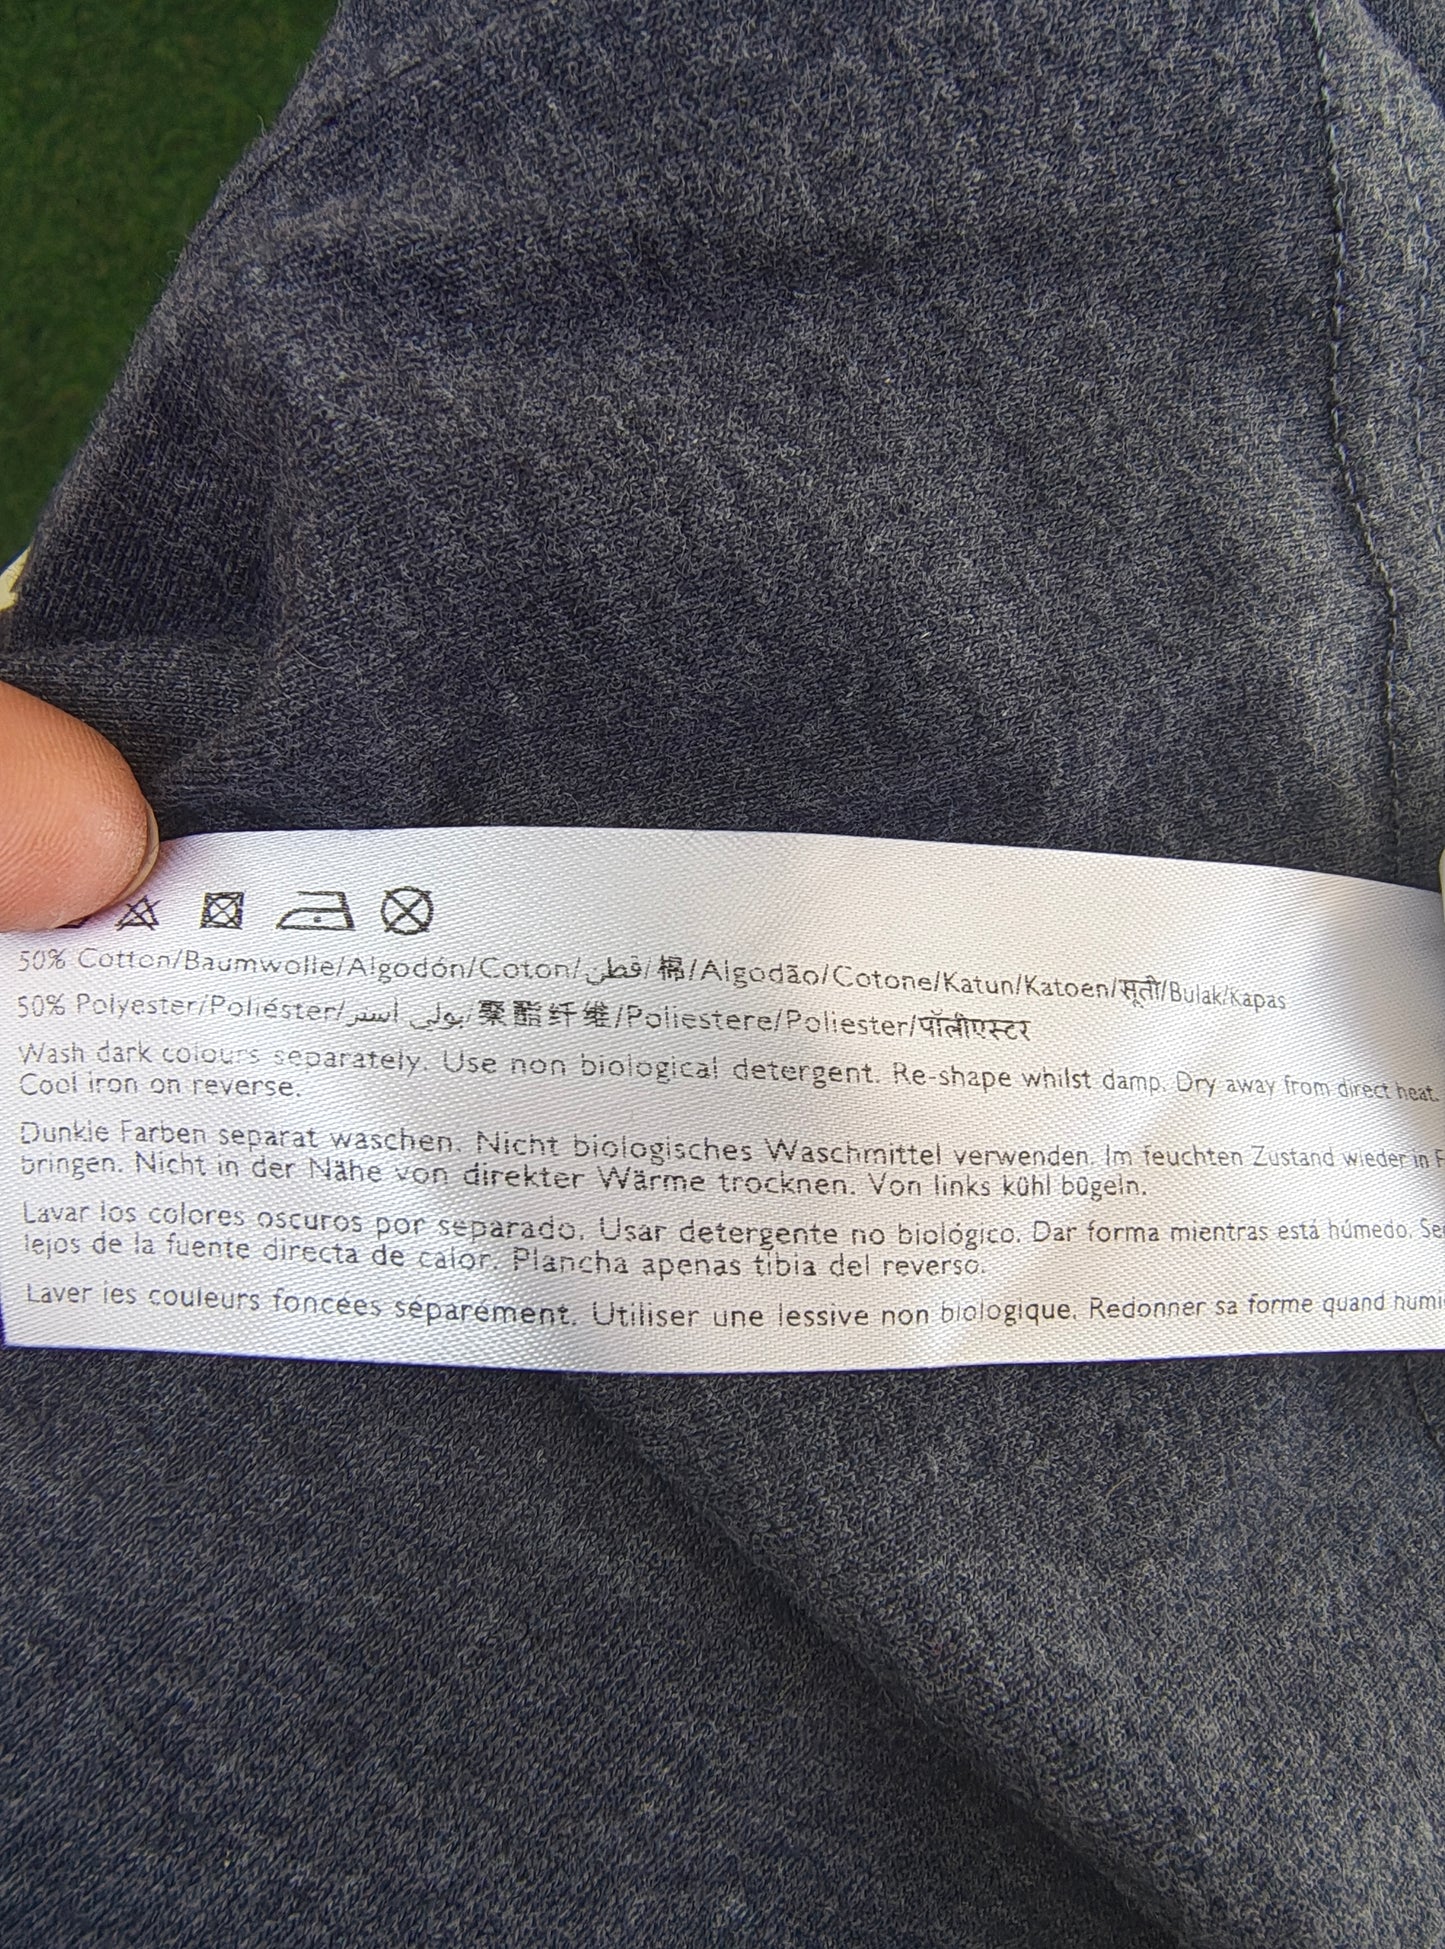 50% Cotton/Baumwolle/Algodón/Coton/قطن/棉/Algodão/Cotone/Katun/Katoen/सूती/Bulak/Kapas
50% Polyester/Poliéster/بولي أستر/聚酯纤维/Poliestere/Poliester/पॉलीएस्टर
Wash dark colours separately. Use non biological detergent. Re-shape whilst damp. Dry away from direct heat.
Cool iron on reverse.
Dunkle Farben separat waschen. Nicht biologisches Waschmittel verwenden. Im feuchten Zustand wieder in F
bringen. Nicht in der Nähe von direkter Wärme trocknen. Von links kühl bügeln.
Lavar los colores oscuros por separado. Usar detergente no biológico. Dar forma mientras está húmedo. Se
lejos de la fuente directa de calor. Plancha apenas tibia del reverso.
Laver les couleurs foncées séparément. Utiliser une lessive non biologique. Redonner sa forme quand humi